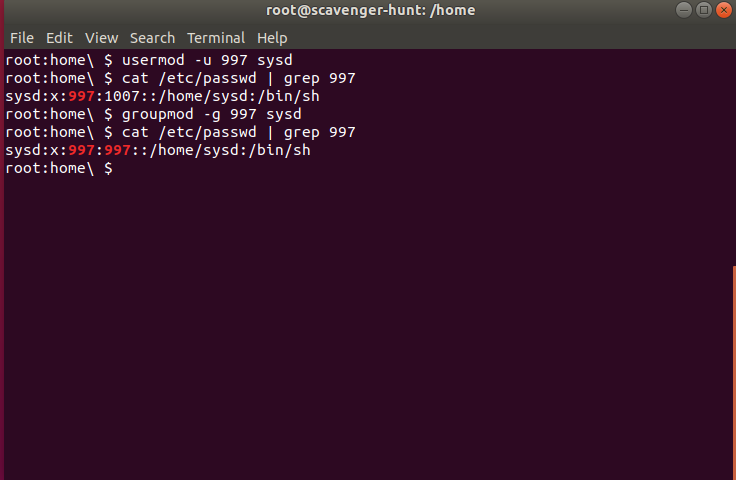 root@scavenger-hunt: /home
File Edit View Search Terminal Help
root:home\ $ usermod -u 997 sysd
root:home\ $ cat /etc/passwd | grep 997
sysd:x:997:1007::/home/sysd:/bin/sh
root:home\ $ groupmod -g 997 sysd
root:home\ $ cat /etc/passwd | grep 997
sysd:x:997:997::/home/sysd:/bin/sh
root:home\ $